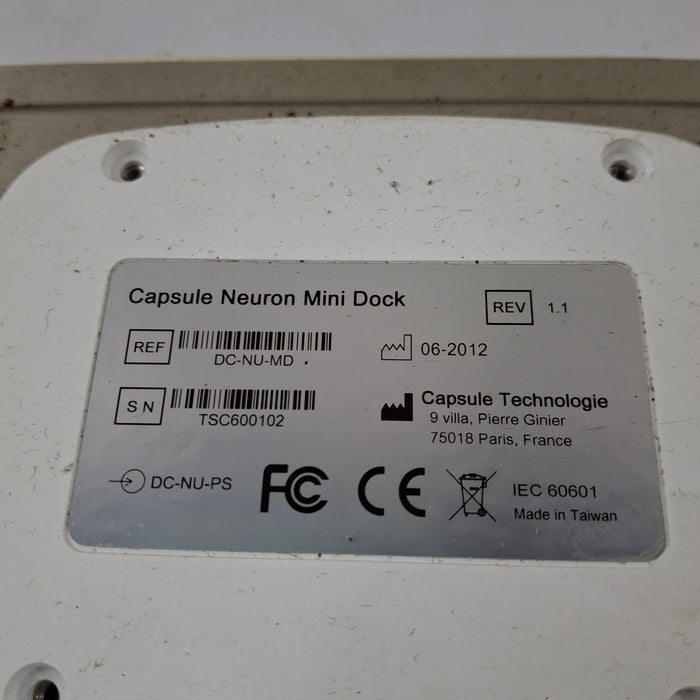 Capsule Neuron Mini Dock
REV 1.1
REF
DC-NU-MD
06-2012
S N
TSC600102
Capsule Technologie
9 villa, Pierre Ginier
75018 Paris, France
DC-NU-PS
FC CE
IEC 60601
Made in Taiwan